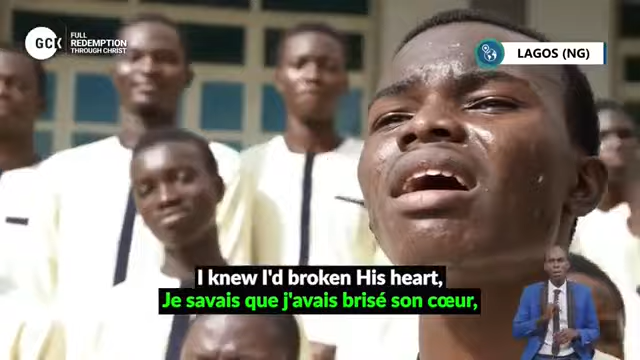 GCK
FULL
REDEMPTION
THROUGH CHRIST
LAGOS (NG)
I knew I'd broken His heart,
Je savais que j'avais brisé son cœur,